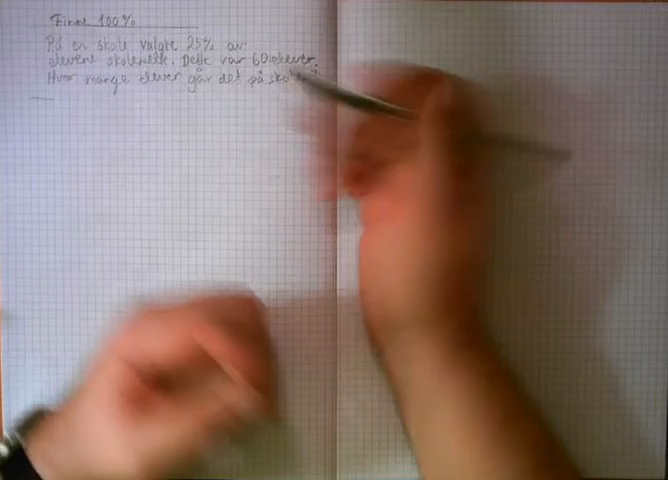 Finne 100%
På en skole valgte 25% av
elevene skolemelk. Dette var 60 elever.
Hvor mange elever går det på skolen?